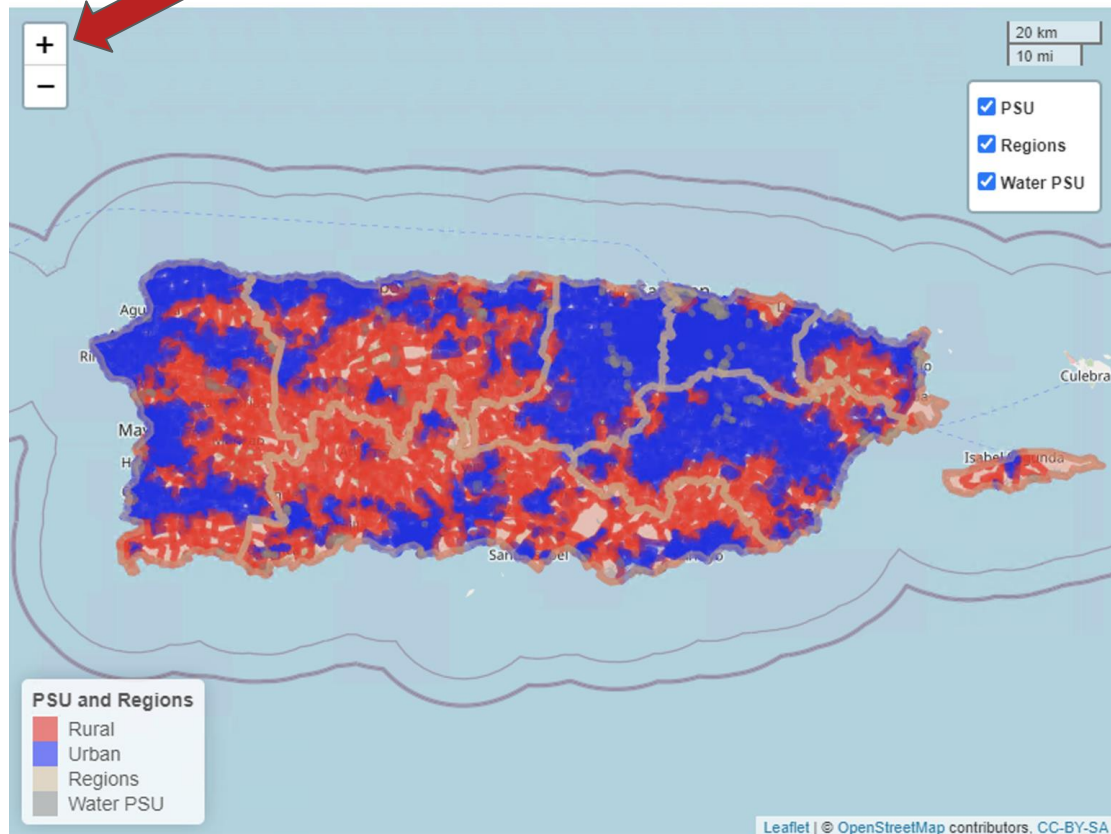 +
−
20 km
10 mi
PSU
Regions
Water PSU
Culebra
PSU and Regions
Rural
Urban
Regions
Water PSU
Leaflet | © OpenStreetMap contributors, CC-BY-SA